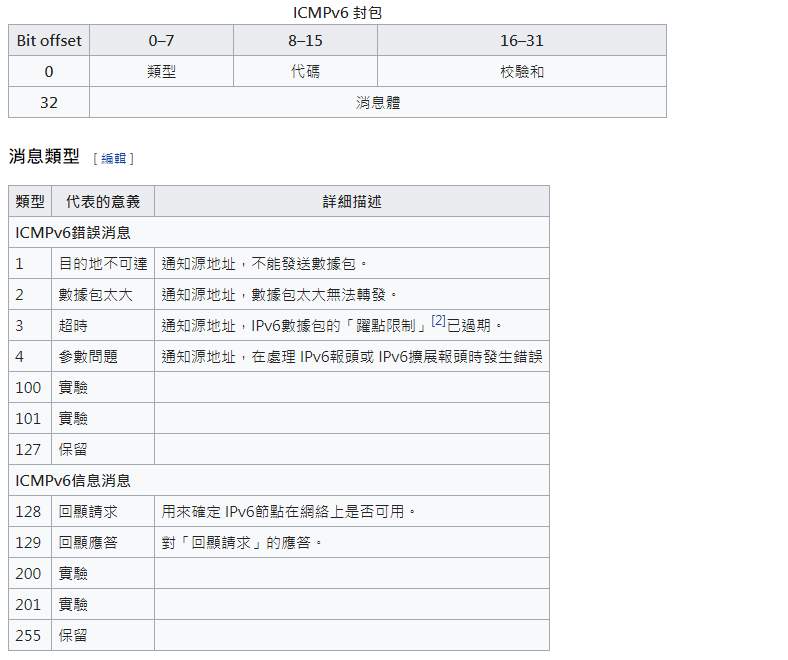 ICMPv6 封包
Bit offset 0–7 8–15 16–31
0 類型 代碼 校驗和
32 消息體
消息類型 [編輯]
類型 代表的意義 詳細描述
ICMPv6錯誤消息
1 目的地不可達 通知源地址，不能發送數據包。
2 數據包太大 通知源地址，數據包太大無法轉發。
3 超時 通知源地址，IPv6數據包的「躍點限制」[2]已過期。
4 參數問題 通知源地址，在處理 IPv6報頭或 IPv6擴展報頭時發生錯誤
100 實驗
101 實驗
127 保留
ICMPv6信息消息
128 回顯請求 用來確定 IPv6節點在網絡上是否可用。
129 回顯應答 對「回顯請求」的應答。
200 實驗
201 實驗
255 保留